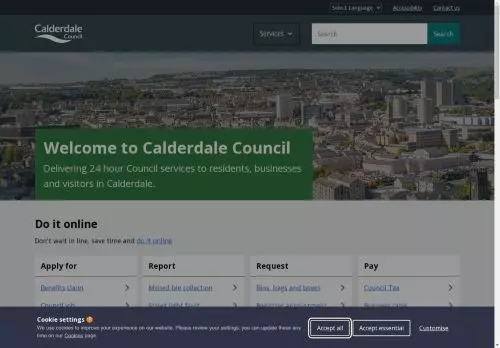 Select Language
Accessibility
Contact us
Calderdale
Council
Services
Search
Search
Welcome to Calderdale Council
Delivering 24 hour Council services to residents, businesses
and visitors in Calderdale.
Do it online
Don't wait in line, save time and do it online
Apply for
Report
Request
Pay
Benefits claim
Missed bin collection
Bins, bags and boxes
Council Tax
Council job
Street light fault
Register appointment
Business rates
Cookie settings 🍪
We use cookies to improve your experience on our website. Please review your settings, you can update these any
time on our Cookies page.
Accept all
Accept essential
Customise